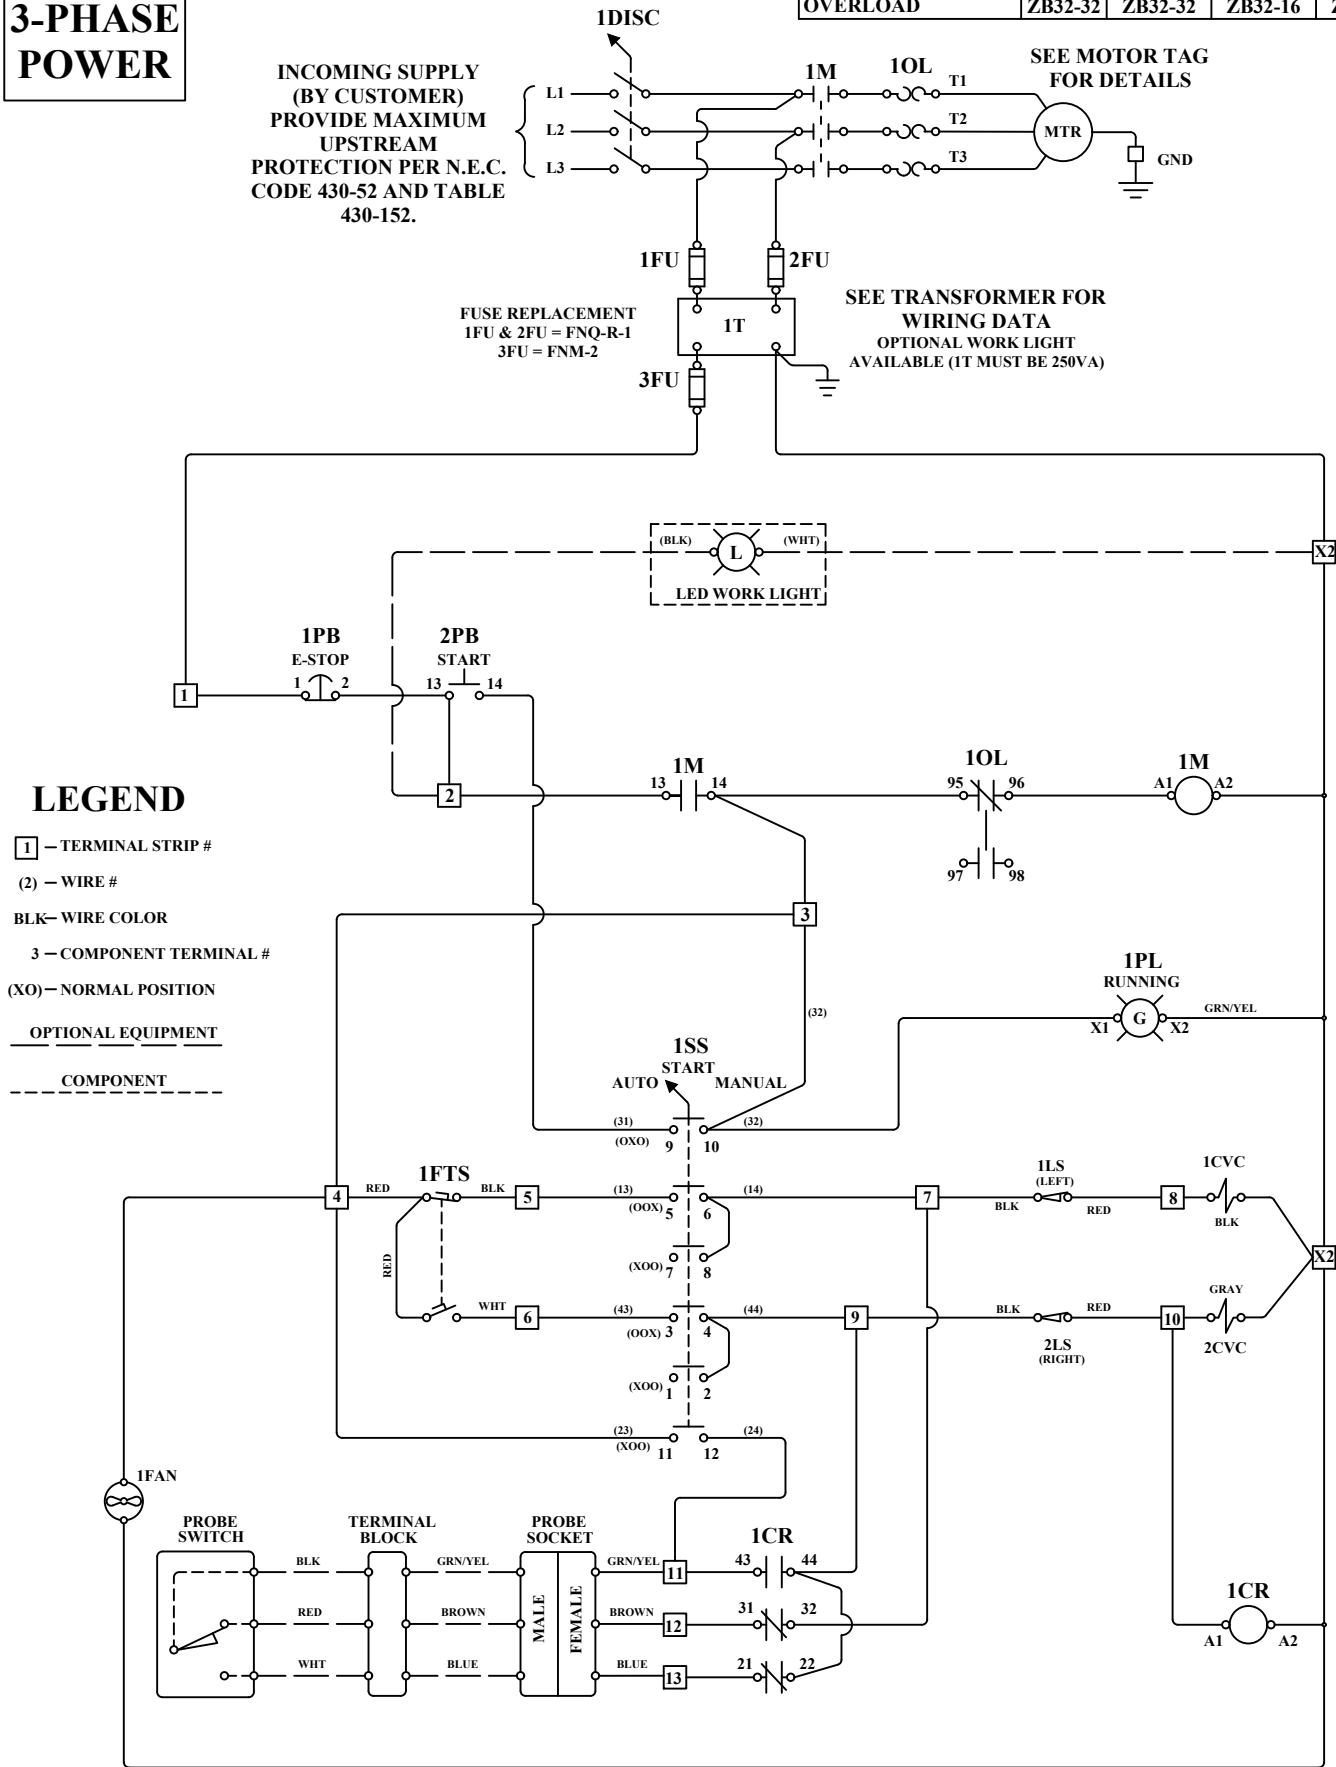 3-PHASE
POWER
OVERLOAD ZB32-32 ZB32-32 ZB32-16
1DISC
INCOMING SUPPLY
(BY CUSTOMER)
PROVIDE MAXIMUM
UPSTREAM
PROTECTION PER N.E.C.
CODE 430-52 AND TABLE
430-152.
L1
L2
L3
1M
1OL
T1
T2
T3
SEE MOTOR TAG
FOR DETAILS
MTR
GND
1FU
2FU
FUSE REPLACEMENT
1FU & 2FU = FNQ-R-1
3FU = FNM-2
1T
3FU
SEE TRANSFORMER FOR
WIRING DATA
OPTIONAL WORK LIGHT
AVAILABLE (1T MUST BE 250VA)
(BLK) L (WHT)
LED WORK LIGHT
X2
1PB
E-STOP
1 2
2PB
START
13 14
1
2
1M
13 14
1OL
95 96
97 98
1M
A1 A2
LEGEND
1 – TERMINAL STRIP #
(2) – WIRE #
BLK – WIRE COLOR
3 – COMPONENT TERMINAL #
(XO) – NORMAL POSITION
OPTIONAL EQUIPMENT
COMPONENT
3
(32)
1PL
RUNNING
X1 G X2 GRN/YEL
1SS
START
AUTO MANUAL
(31) (32)
(OXO) 9 10
4 RED 1FTS BLK 5 (13) (14) 7
(OOX) 5 6
1LS
(LEFT)
BLK RED 8
1CVC
BLK
(XOO) 7 8
RED
X2
WHT 6 (43) (44) 9
(OOX) 3 4
BLK RED 10
2LS
(RIGHT)
GRAY
2CVC
(XOO) 1 2
(23) (24)
(XOO) 11 12
1FAN
PROBE
SWITCH
TERMINAL
BLOCK
PROBE
SOCKET
1CR
BLK GRN/YEL GRN/YEL 11 43 44
RED BROWN BROWN 12 31 32
WHT BLUE BLUE 13 21 22
MALE
FEMALE
1CR
A1 A2